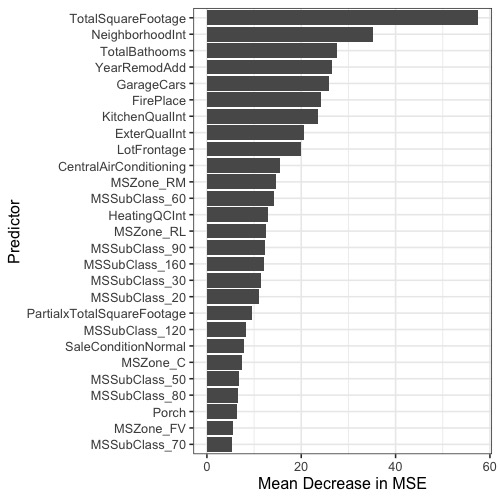 TotalSquareFootage
NeighborhoodInt
TotalBathooms
YearRemodAdd
GarageCars
FirePlace
KitchenQualInt
ExterQualInt
LotFrontage
CentralAirConditioning
MSZone_RM
MSSubClass_60
HeatingQCInt
MSZone_RL
MSSubClass_90
MSSubClass_160
MSSubClass_30
MSSubClass_20
PartialxTotalSquareFootage
MSSubClass_120
SaleConditionNormal
MSZone_C
MSSubClass_50
MSSubClass_80
Porch
MSZone_FV
MSSubClass_70
Predictor
0 20 40 60
Mean Decrease in MSE